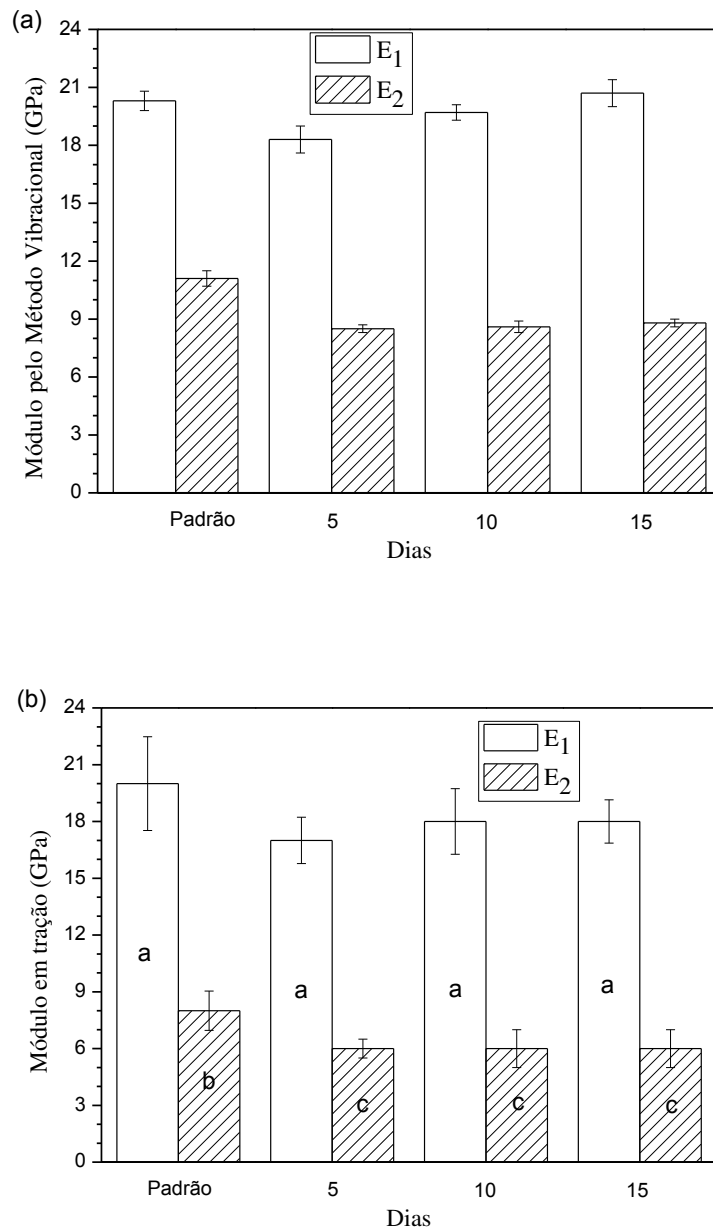 (a)
24
21
18
15
12
9
6
3
0
Módulo pelo Método Vibracional (GPa)
E1
E2
Padrão 5 10 15
Dias
(b)
24
21
18
15
12
9
6
3
0
Módulo em tração (GPa)
E1
E2
a a a a
b c c c
Padrão 5 10 15
Dias